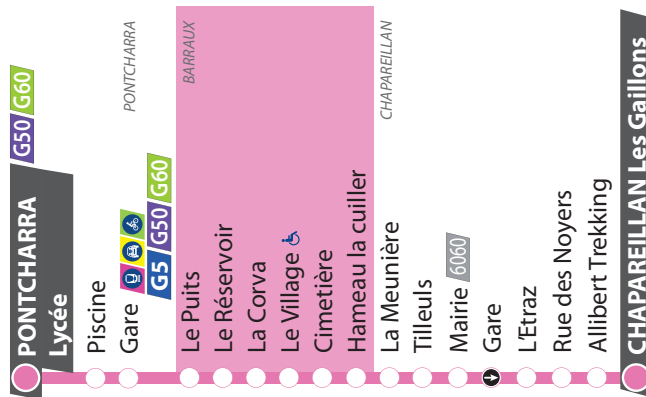 PONTCHARRA G50 G60
Lycée
Piscine
PONTCHARRA
Gare
G5 G50 G60
BARRAUX
Le Puits
Le Réservoir
La Corva
Le Village
Cimetière
Hameau la cuiller
CHAPAREILLAN
La Meunière
Tilleuls
Mairie 6060
Gare
L'Etraz
Rue des Noyers
Allibert Trekking
CHAPAREILLAN Les Gaillons